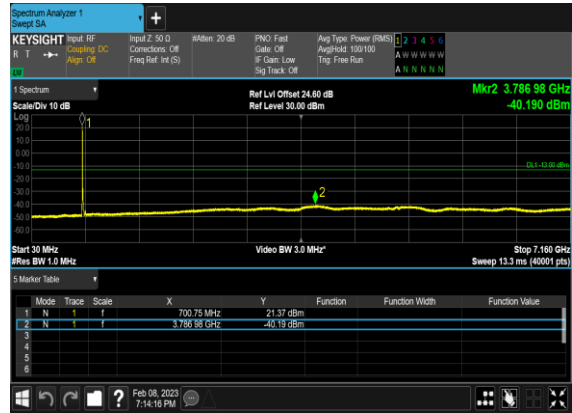 Spectrum Analyzer 1
Swept SA
+
KEYSIGHT Input: RF Input Z: 50 Ω #Atten: 20 dB PNO: Fast Avg Type: Power (RMS) 1 2 3 4 5 6
R T Coupling: DC Corrections: Off Gate: Off Avg|Hold: 100/100 A W W W W W
Align: Off Freq Ref: Int (S) IF Gain: Low Trig: Free Run
Sig Track: Off A N N N N N
1 Spectrum Ref Lvl Offset 24.60 dB Mkr2 3.786 98 GHz
Scale/Div 10 dB Ref Level 30.00 dBm -40.190 dBm
Log
20.0
10.0
0.00
-10.0
-20.0
-30.0
-40.0
-50.0
-60.0
1
2
DL1 -13.00 dBm
Start 30 MHz Video BW 3.0 MHz* Stop 7.160 GHz
#Res BW 1.0 MHz Sweep 13.3 ms (40001 pts)
5 Marker Table
Mode Trace Scale X Y Function Function Width Function Value
1 N 1 f 700.75 MHz 21.37 dBm
2 N 1 f 3.786 98 GHz -40.19 dBm
3
4
5
6
? Feb 08, 2023
7:14:16 PM